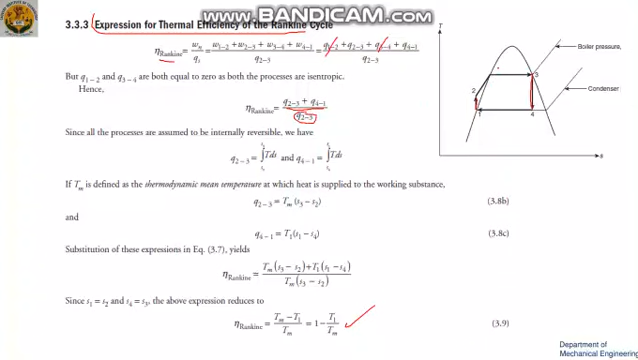 WWW.BANDICAM.COM
3.3.3 Expression for Thermal Efficiency of the Rankine Cycle
η_Rankine = w_n/q_s = (w_1–2 + w_2–3 + w_3–4 + w_4–1)/q_2–3 = (q_1–2 + q_2–3 + q_3–4 + q_4–1)/q_2–3
But q_1–2 and q_3–4 are both equal to zero as both the processes are isentropic.
Hence,
η_Rankine = (q_2–3 + q_4–1)/q_2–3
Since all the processes are assumed to be internally reversible, we have
q_2–3 = ∫Tds and q_4–1 = ∫Tds
If T_m is defined as the thermodynamic mean temperature at which heat is supplied to the working substance,
q_2–3 = T_m (s_3 – s_2) (3.8b)
and
q_4–1 = T_1(s_1 – s_4) (3.8c)
Substitution of these expressions in Eq. (3.7), yields
η_Rankine = (T_m(s_3 – s_2) + T_1(s_1 – s_4))/(T_m(s_3 – s_2))
Since s_1 = s_2 and s_4 = s_3, the above expression reduces to
η_Rankine = (T_m – T_1)/T_m = 1 – T_1/T_m (3.9)
T
Boiler pressure,
3
Condenser
2
1
4
s
Department of
Mechanical Engineering